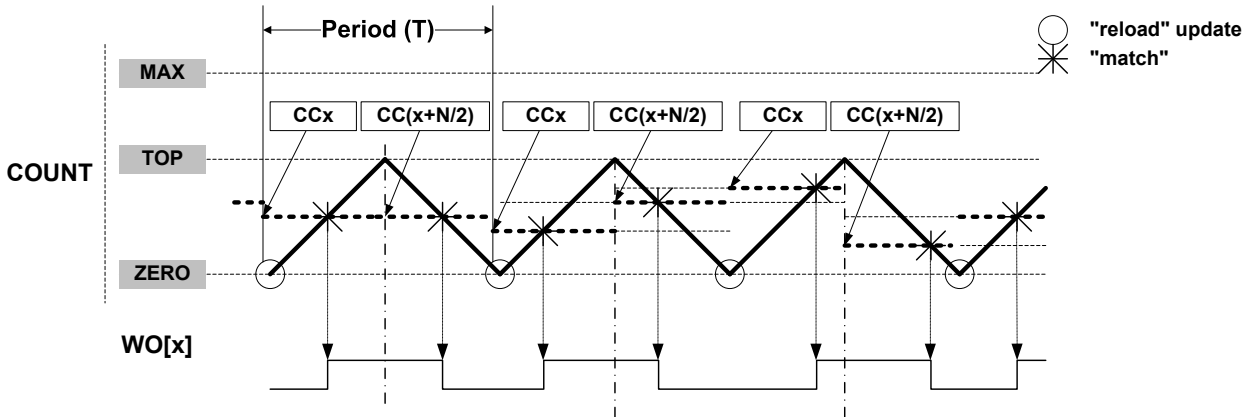 Period (T)
"reload" update
"match"
MAX
CCx
CC(x+N/2)
CCx
CC(x+N/2)
CCx
CC(x+N/2)
TOP
COUNT
ZERO
WO[x]